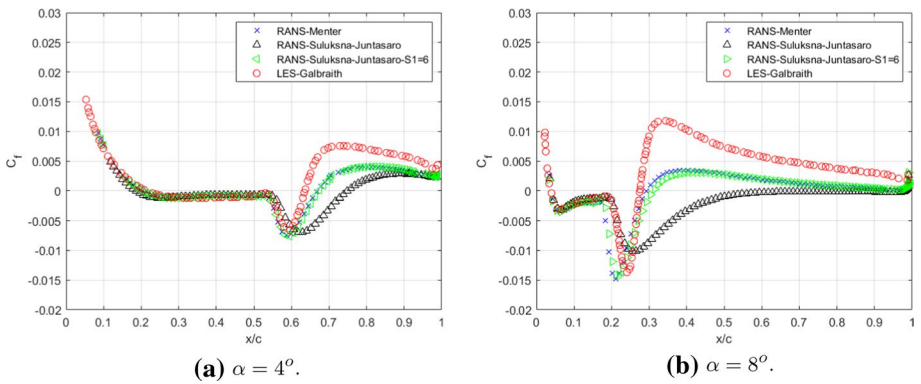 RANS-Menter
RANS-Suluksna-Juntasaro
RANS-Suluksna-Juntasaro-S1=6
LES-Galbraith
0.03
0.025
0.02
0.015
0.01
0.005
0
-0.005
-0.01
-0.015
-0.02
Cf
0 0.1 0.2 0.3 0.4 0.5 0.6 0.7 0.8 0.9 1
x/c
(a) α = 4°.
RANS-Menter
RANS-Suluksna-Juntasaro
RANS-Suluksna-Juntasaro-S1=6
LES-Galbraith
0.03
0.025
0.02
0.015
0.01
0.005
0
-0.005
-0.01
-0.015
-0.02
Cf
0 0.1 0.2 0.3 0.4 0.5 0.6 0.7 0.8 0.9 1
x/c
(b) α = 8°.